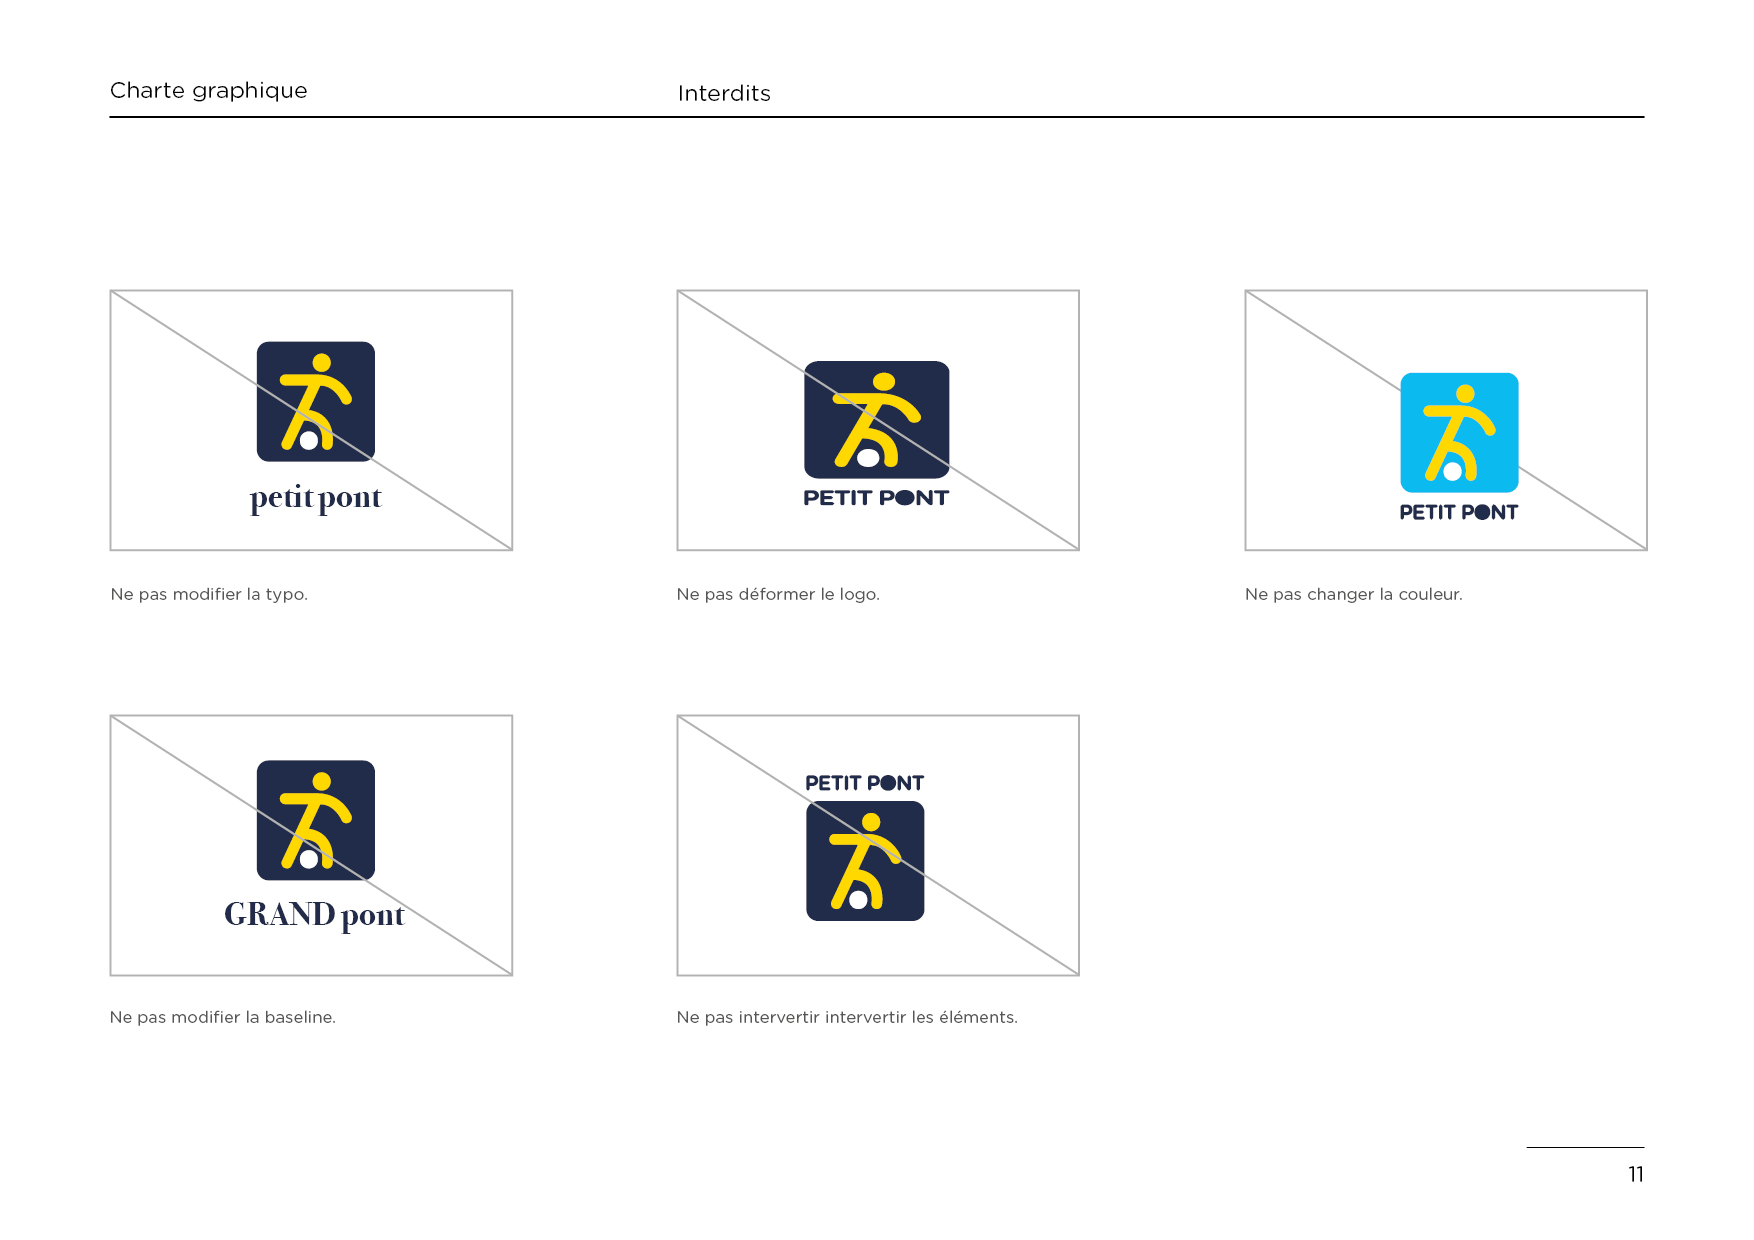 Charte graphique
Interdits
petit pont
PETIT PONT
PETIT PONT
Ne pas modifier la typo.
Ne pas déformer le logo.
Ne pas changer la couleur.
GRAND pont
PETIT PONT
Ne pas modifier la baseline.
Ne pas intervertir intervertir les éléments.
11